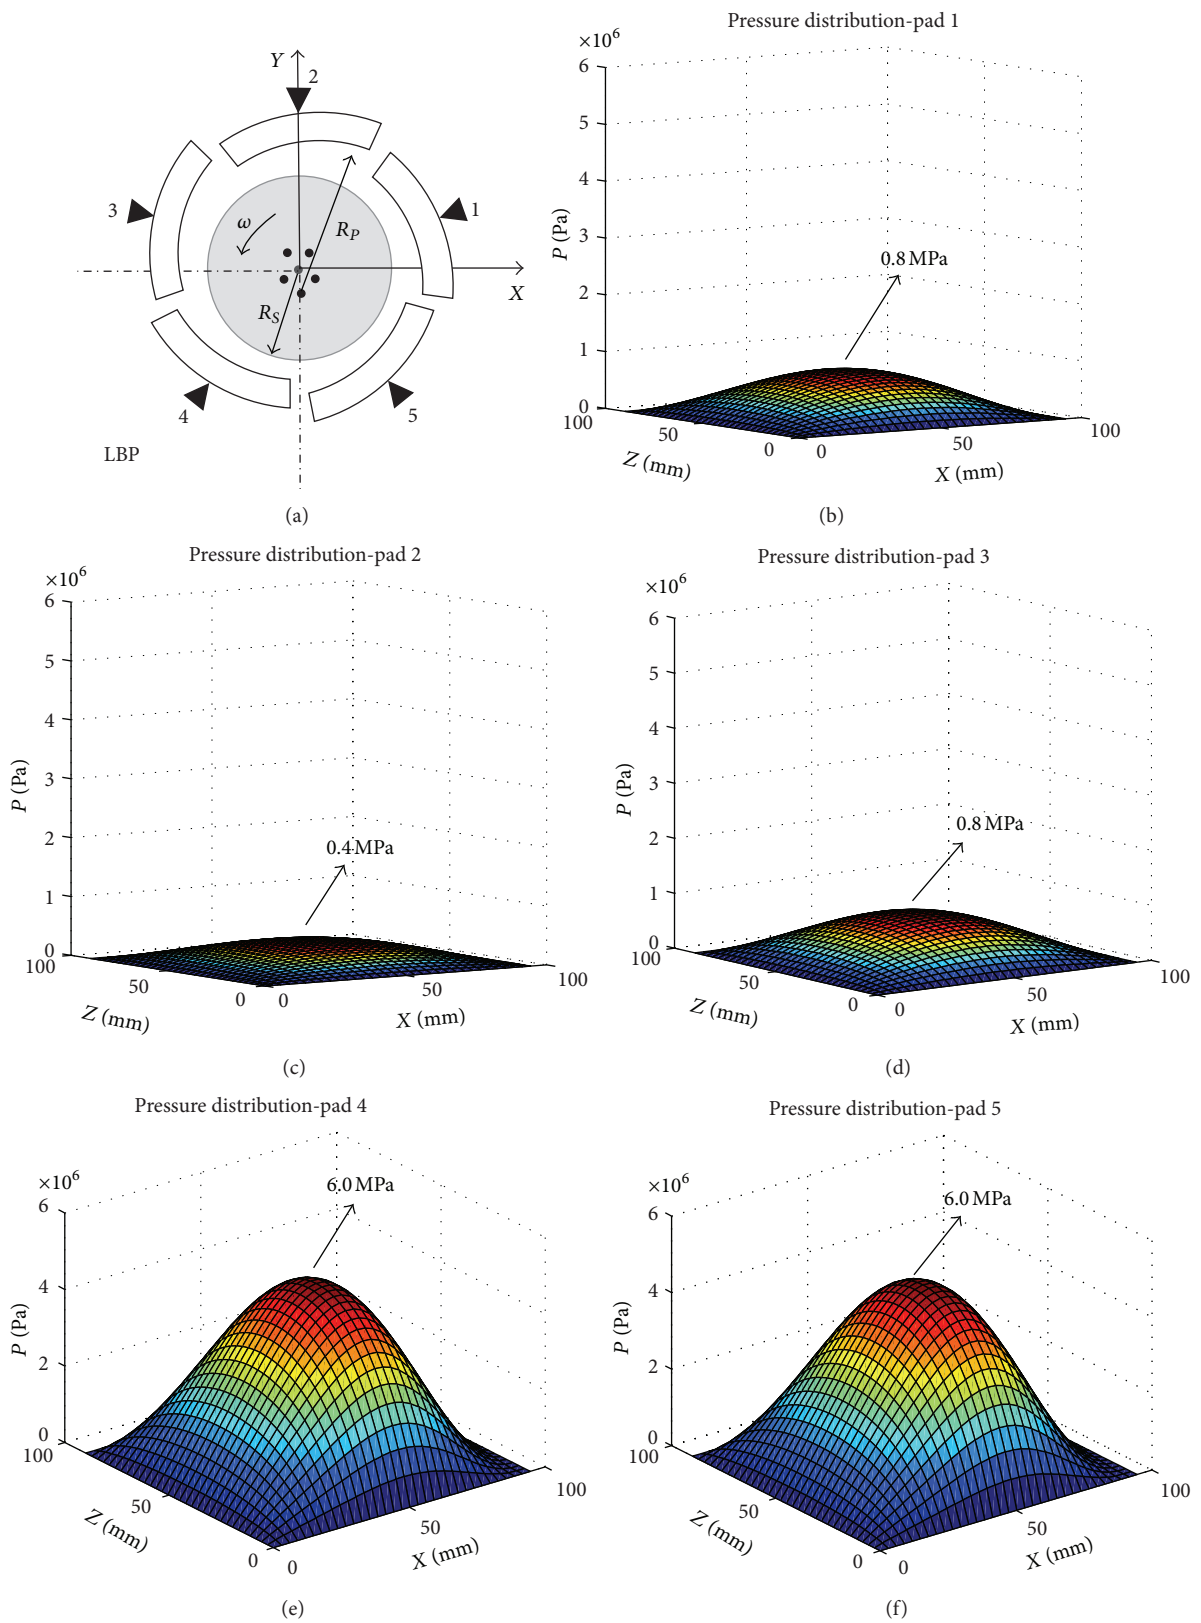 Y
2
3
1
ω
R_P
X
R_S
4
5
LBP
(a)
Pressure distribution-pad 1
×10^6
6
5
4
3
2
1
0
P (Pa)
0.8 MPa
100
50
0
Z (mm)
0
50
100
X (mm)
(b)
Pressure distribution-pad 2
×10^6
6
5
4
3
2
1
0
P (Pa)
0.4 MPa
100
50
0
Z (mm)
0
50
100
X (mm)
(c)
Pressure distribution-pad 3
×10^6
6
5
4
3
2
1
0
P (Pa)
0.8 MPa
100
50
0
Z (mm)
0
50
100
X (mm)
(d)
Pressure distribution-pad 4
×10^6
6
4
2
0
P (Pa)
6.0 MPa
100
50
0
Z (mm)
0
50
100
X (mm)
(e)
Pressure distribution-pad 5
×10^6
6
4
2
0
P (Pa)
6.0 MPa
100
50
0
Z (mm)
0
50
100
X (mm)
(f)